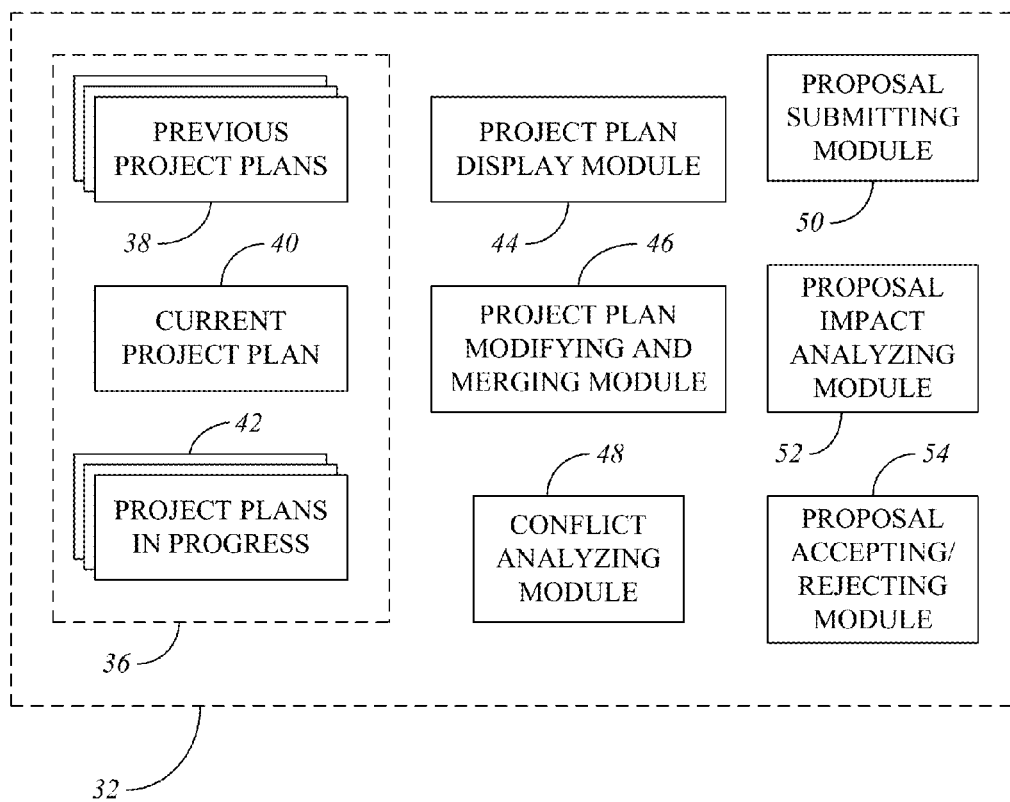 PREVIOUS
PROJECT PLANS
38
40
CURRENT
PROJECT PLAN
42
PROJECT PLANS
IN PROGRESS
36
32
PROJECT PLAN
DISPLAY MODULE
44
46
PROJECT PLAN
MODIFYING AND
MERGING MODULE
48
CONFLICT
ANALYZING
MODULE
PROPOSAL
SUBMITTING
MODULE
50
PROPOSAL
IMPACT
ANALYZING
MODULE
52
54
PROPOSAL
ACCEPTING/
REJECTING
MODULE